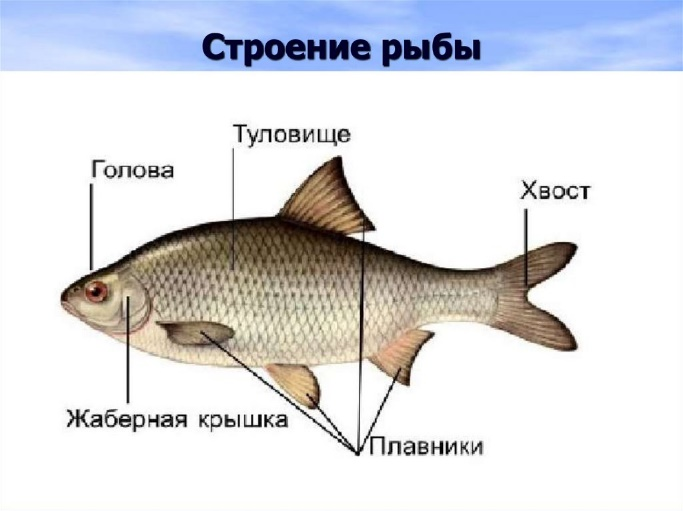 Строение рыбы
Туловище
Голова
Хвост
Жаберная крышка
Плавники